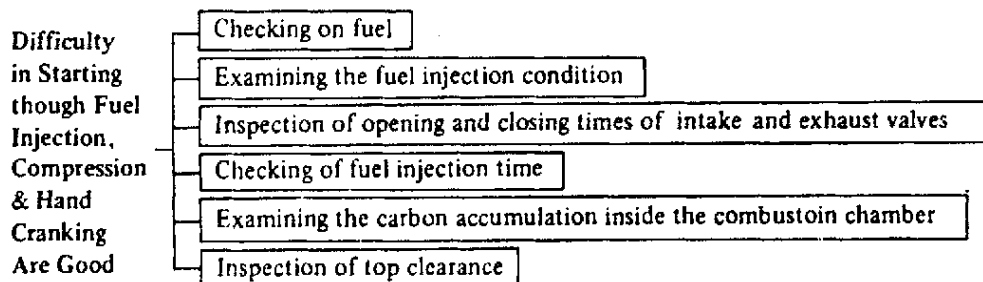 Difficulty
in Starting
though Fuel
Injection,
Compression
& Hand
Cranking
Are Good
Checking on fuel
Examining the fuel injection condition
Inspection of opening and closing times of intake and exhaust valves
Checking of fuel injection time
Examining the carbon accumulation inside the combustoin chamber
Inspection of top clearance